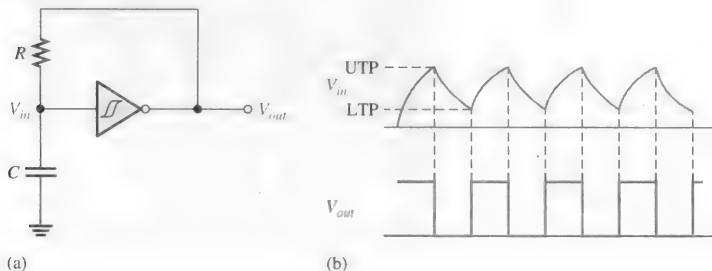 R
V_in
V_out
C
(a)
UTP
V_in
LTP
V_out
(b)